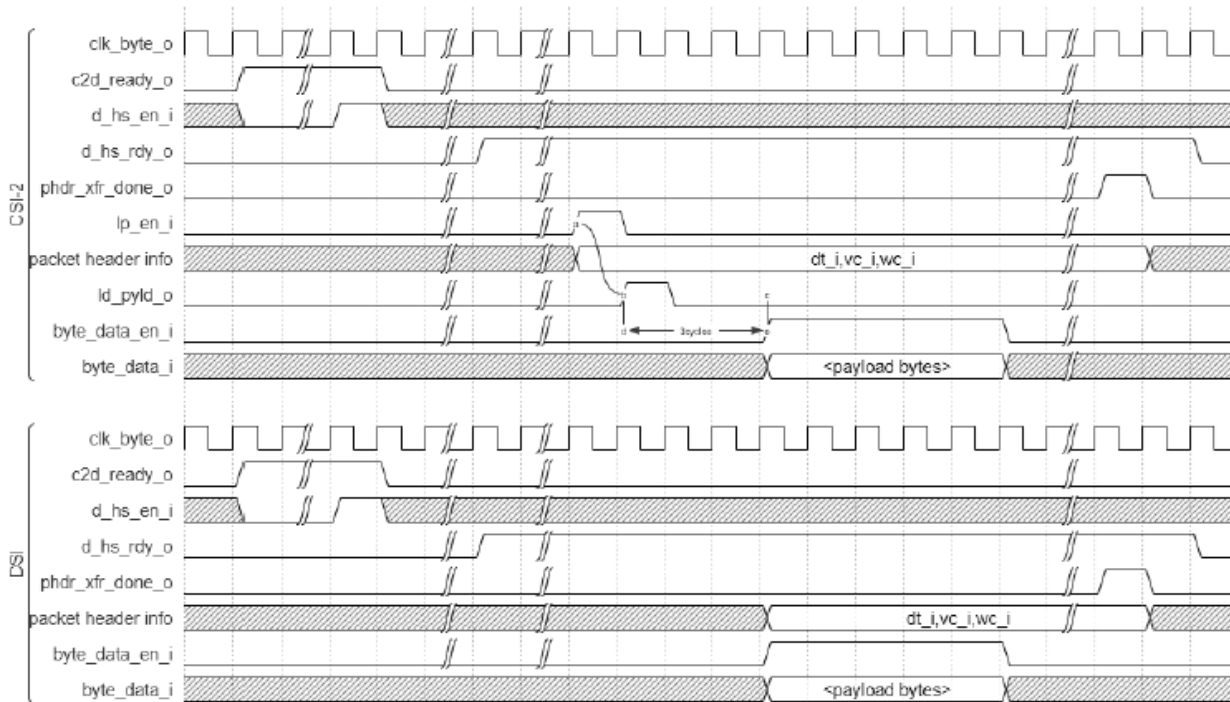 CSI-2
clk_byte_o
c2d_ready_o
d_hs_en_i
d_hs_rdy_o
phdr_xfr_done_o
lp_en_i
packet header info
dt_i,vc_i,wc_i
ld_pyld_o
byte_data_en_i
3cycles
byte_data_i
<payload bytes>
DSI
clk_byte_o
c2d_ready_o
d_hs_en_i
d_hs_rdy_o
phdr_xfr_done_o
packet header info
dt_i,vc_i,wc_i
byte_data_en_i
byte_data_i
<payload bytes>